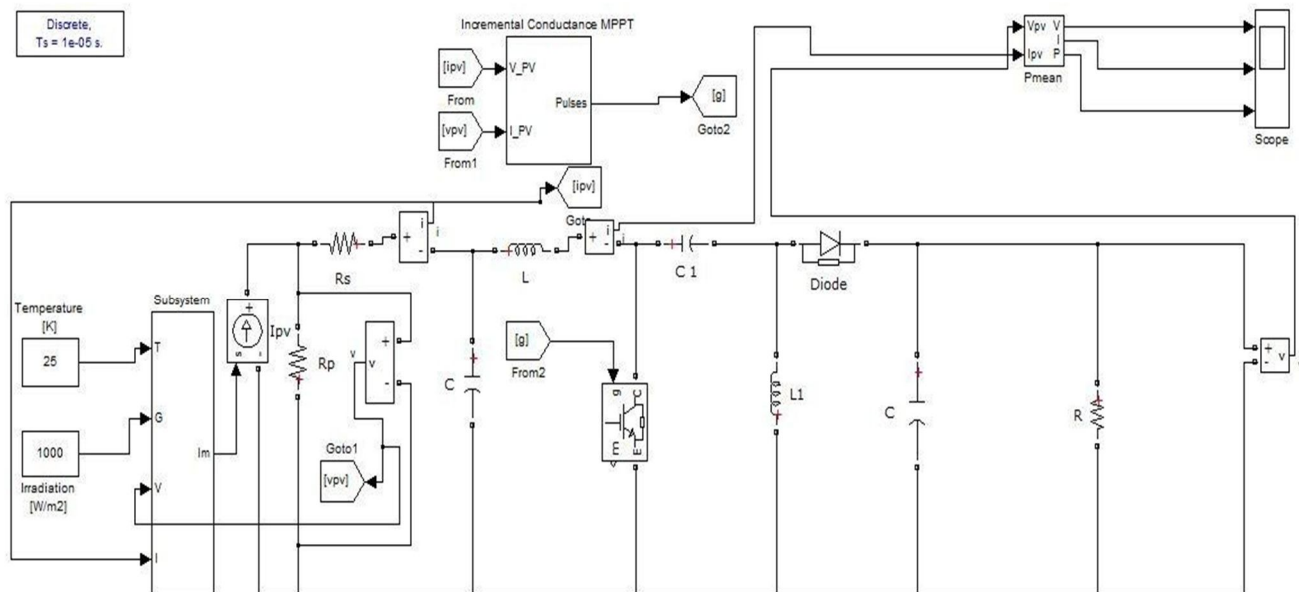 Discrete,
Ts = 1e-05 s.
Incremental Conductance MPPT
[ipv]
V_PV
From
Pulses
[g]
Goto2
[vpv]
I_PV
From1
Vpv V
I
Ipv P
Pmean
Scope
[ipv]
Goto
i
+
-
i
Rs
L
+
i
-
i
C 1
Diode
Temperature
[K]
25
Subsystem
T
+
Ipv
s
-
Rp
+
v
v
-
C
[g]
From2
g
C
m
E
L1
C
R
+
-
v
1000
G
Im
Irradiation
[W/m2]
Goto1
[vpv]
V
I